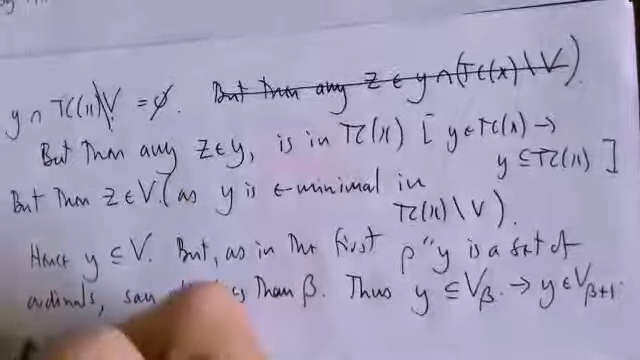 y ∩ TC(x)\V = ∅. But then any z ∈ y ∩ (TC(x) \ V)
But then any z ∈ y, is in TC(x) [ y ∈ TC(x) →
y ⊆ TC(x) ]
But then z ∈ V. (as y is ∈-minimal in
TC(x) \ V).
Hence y ⊆ V. But, as in the first ρ"y is a set of
ordinals, say than β. Thus y ⊆ V_β → y ∈ V_β+1.